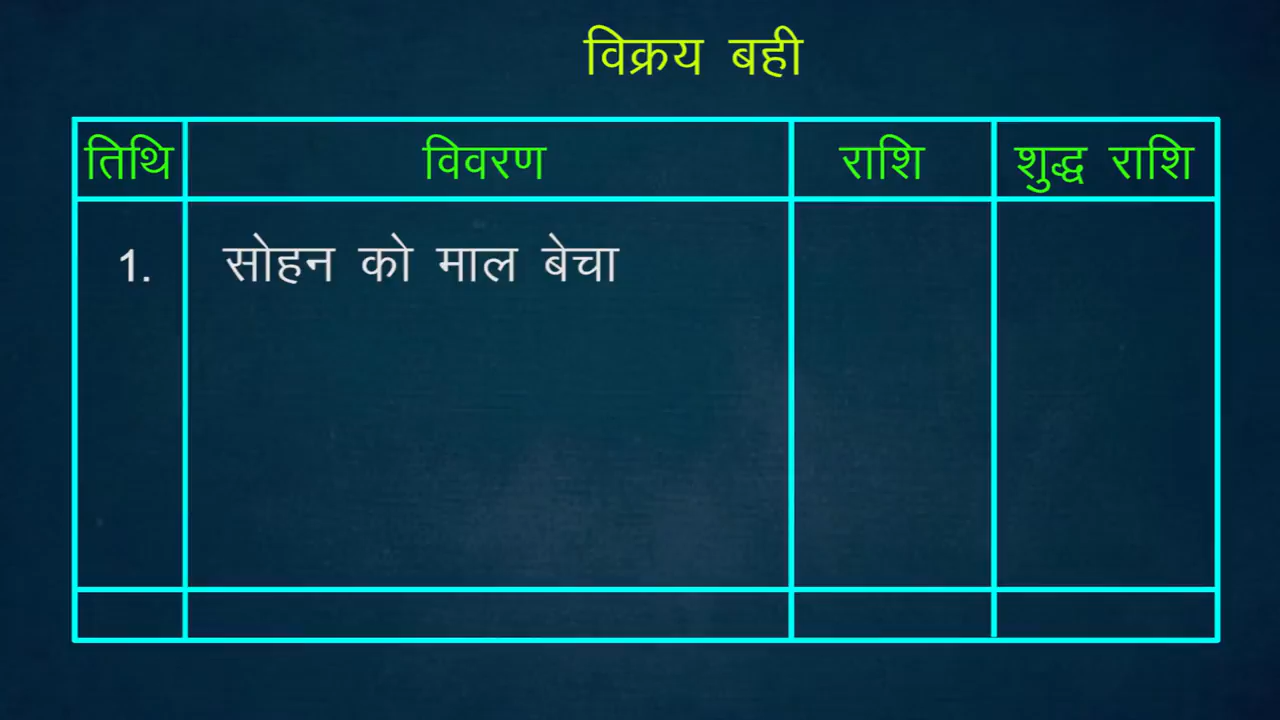 विक्रय बही
तिथि विवरण राशि शुद्ध राशि
1. सोहन को माल बेचा